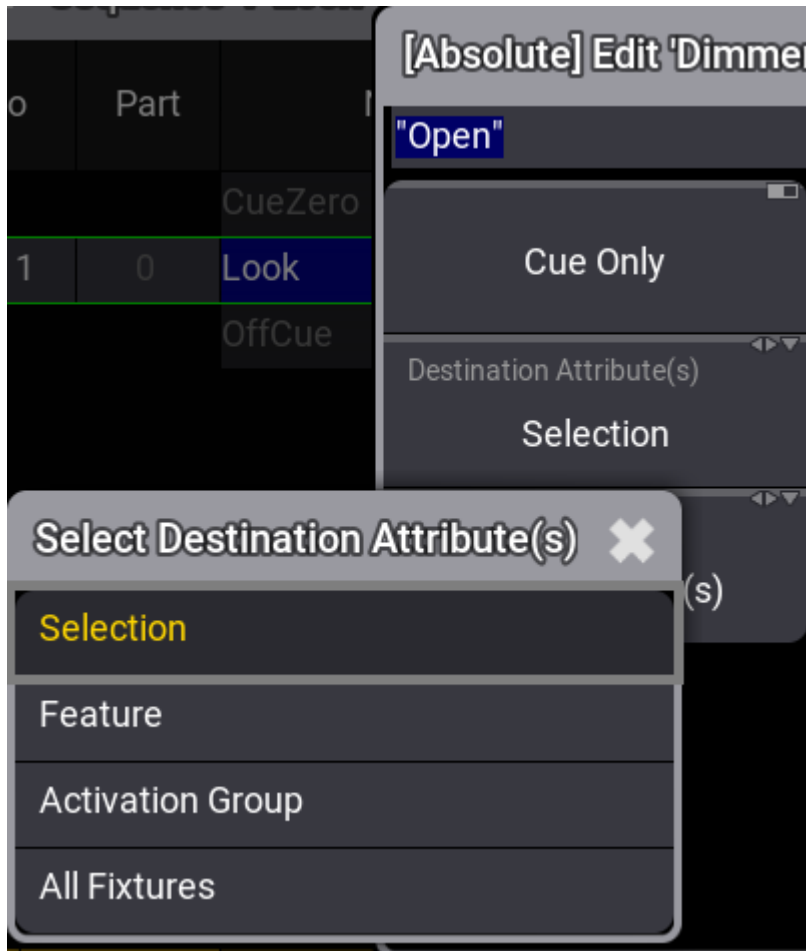 [Absolute] Edit 'Dimmer
o Part
"Open"
CueZero
1 0 Look
Cue Only
OffCue
Destination Attribute(s)
Selection
Select Destination Attribute(s)
(s)
Selection
Feature
Activation Group
All Fixtures